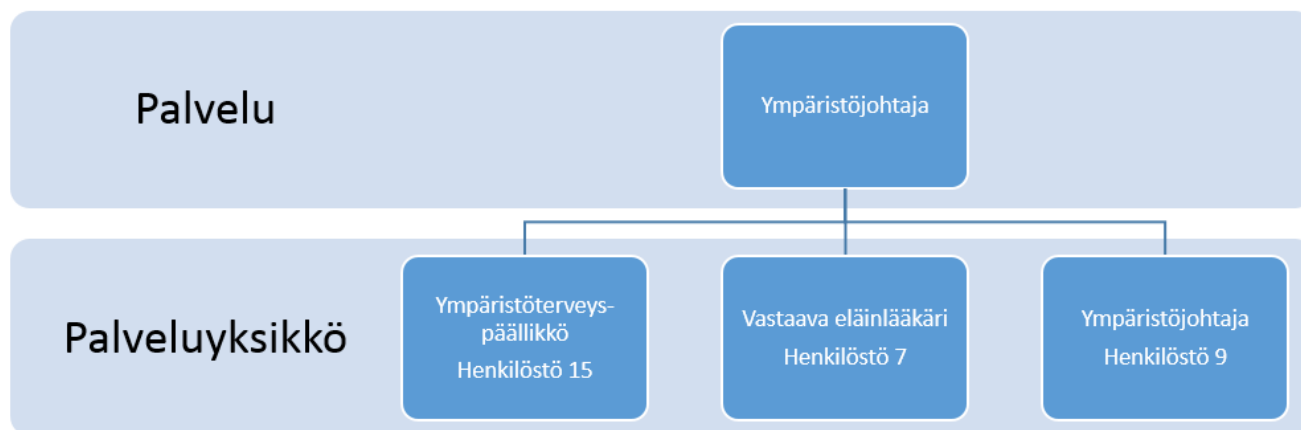 Palvelu
Ympäristöjohtaja
Palveluyksikkö
Ympäristöterveys-
päällikkö
Henkilöstö 15
Vastaava eläinlääkäri
Henkilöstö 7
Ympäristöjohtaja
Henkilöstö 9